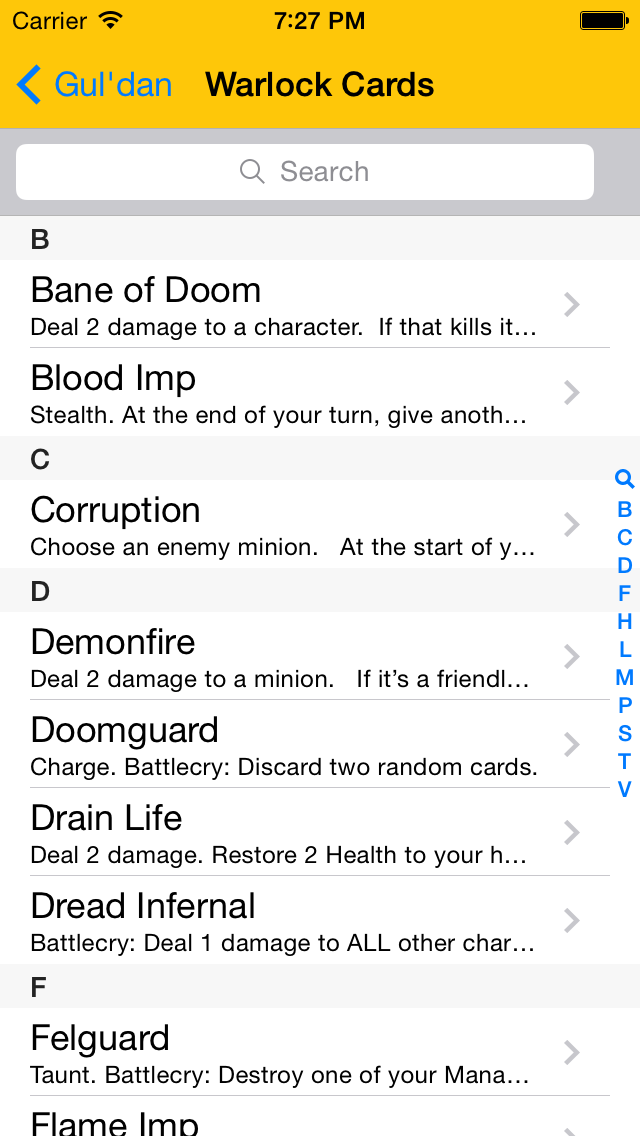 Carrier 7:27 PM
Gul'dan Warlock Cards
Search
B
Bane of Doom
Deal 2 damage to a character.  If that kills it...
Blood Imp
Stealth. At the end of your turn, give anoth...
C
Corruption
Choose an enemy minion.   At the start of y...
D
Demonfire
Deal 2 damage to a minion.   If it’s a friendl...
Doomguard
Charge. Battlecry: Discard two random cards.
Drain Life
Deal 2 damage. Restore 2 Health to your h...
Dread Infernal
Battlecry: Deal 1 damage to ALL other char...
F
Felguard
Taunt. Battlecry: Destroy one of your Mana...
Flame Imp
B
C
D
F
H
L
M
P
S
T
V